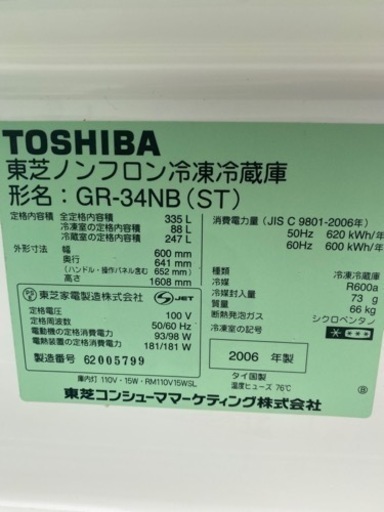 TOSHIBA
東芝ノンフロン冷凍冷蔵庫
形名：GR-34NB(ST)
定格内容積 全定格内容積 335 L
冷凍室の定格内容積 88 L
冷蔵室の定格内容積 247 L
外形寸法 幅 600 mm
奥行 641 mm
(ハンドル・操作パネル含む 652 mm)
高さ 1608 mm
東芝家電製造株式会社 JET
定格電圧 100 V
定格周波数 50/60 Hz
電動機の定格消費電力 93/98 W
電熱装置の定格消費電力 181/181 W
製造番号 62005799
消費電力量 (JIS C 9801-2006年)
50Hz 620 kWh/年
60Hz 600 kWh/年
種類 冷凍冷蔵庫
冷媒 R600a
冷媒封入量 73 g
質量 66 kg
断熱発泡ガス シクロペンタン
冷凍室の記号
2006 年製
タイ国製
温度ヒューズ 76℃
庫内灯 110V・15W・RM110V15WSL
B
東芝コンシューママーケティング株式会社